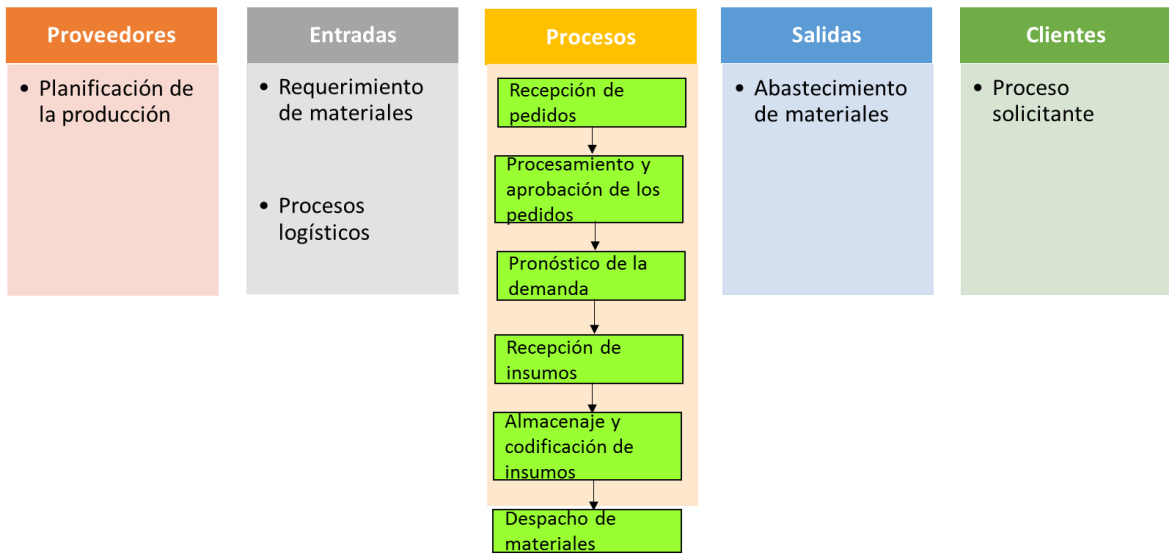 Proveedores
• Planificación de
la producción
Entradas
• Requerimiento
de materiales
• Procesos
logísticos
Procesos
Recepción de
pedidos
Procesamiento y
aprobación de los
pedidos
Pronóstico de la
demanda
Recepción de
insumos
Almacenaje y
codificación de
insumos
Despacho de
materiales
Salidas
• Abastecimiento
de materiales
Clientes
• Proceso
solicitante